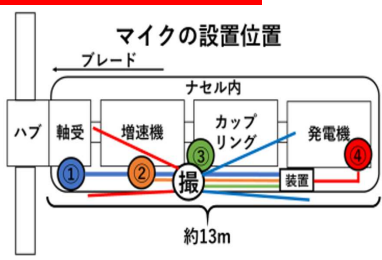 マイクの設置位置
ブレード
ナセル内
ハブ
軸受
増速機
カップ
リング
発電機
①
②
③
④
撮
装置
約13m